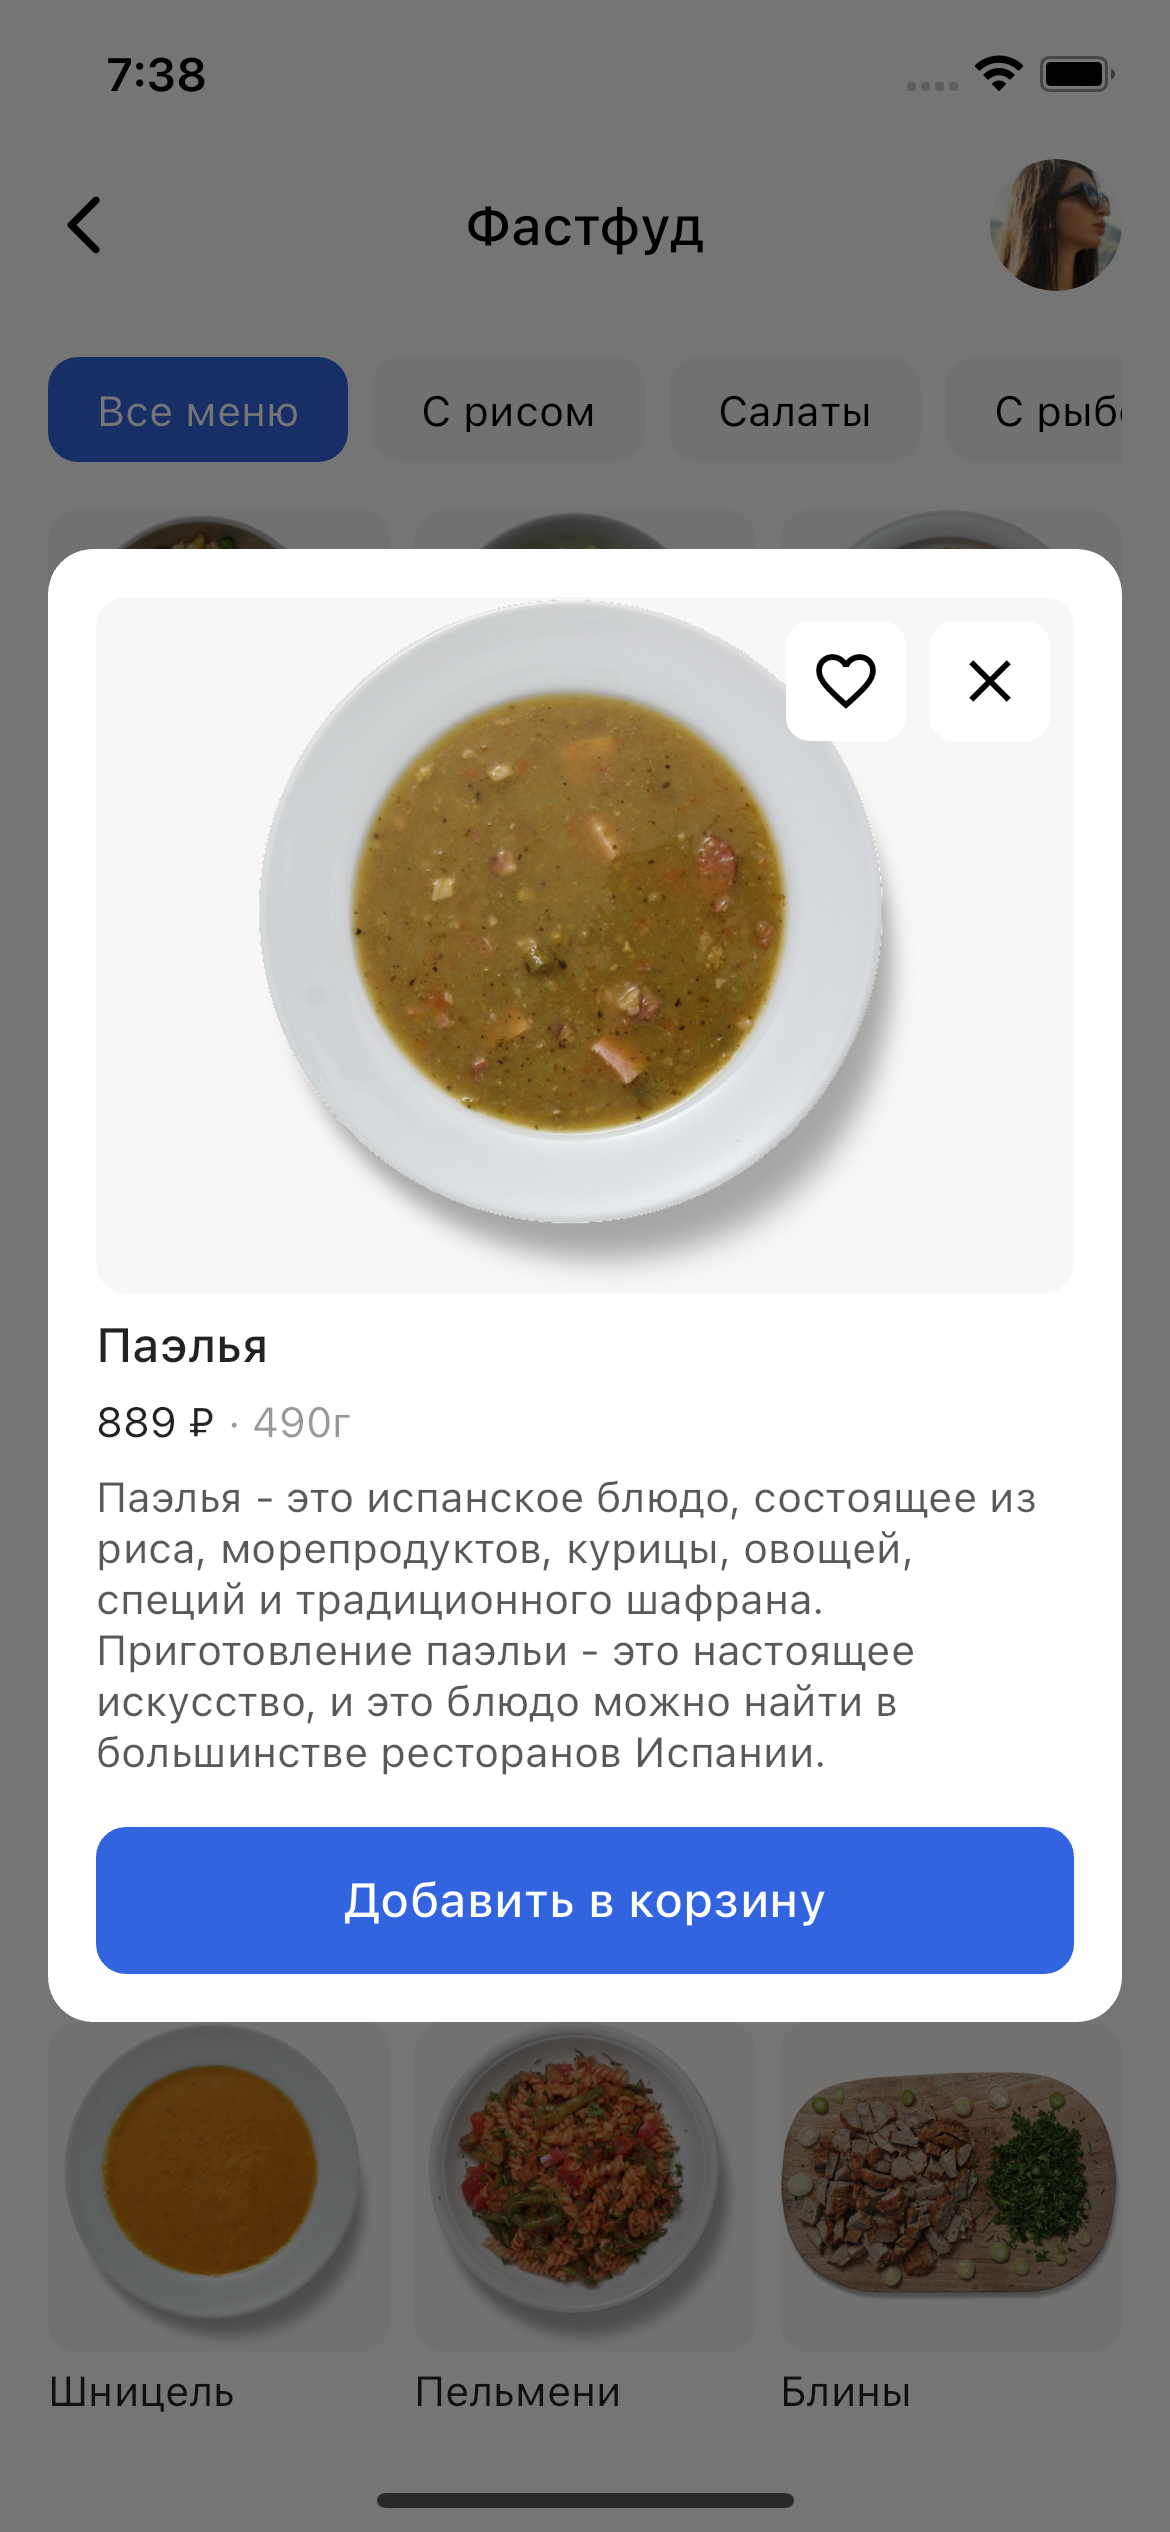 7:38
Фастфуд
Все меню
С рисом
Салаты
С рыб
Паэлья
889 ₽ · 490г
Паэлья - это испанское блюдо, состоящее из
риса, морепродуктов, курицы, овощей,
специй и традиционного шафрана.
Приготовление паэльи - это настоящее
искусство, и это блюдо можно найти в
большинстве ресторанов Испании.
Добавить в корзину
Шницель
Пельмени
Блины